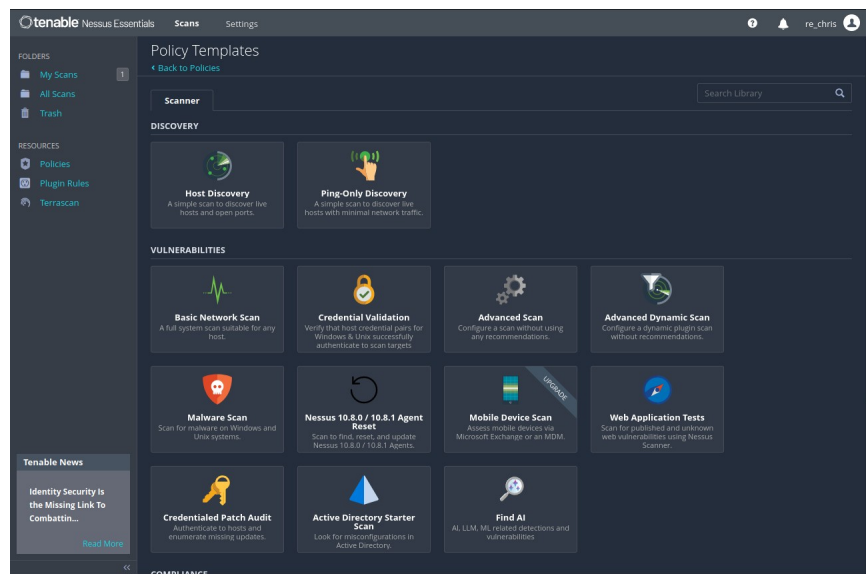 tenable Nessus Essentials Scans Settings
re_chris
FOLDERS
My Scans 1
All Scans
Trash
RESOURCES
Policies
Plugin Rules
Terrascan
Tenable News
Identity Security Is
the Missing Link To
Combattin...
Read More
Policy Templates
Back to Policies
Scanner
Search Library
DISCOVERY
Host Discovery
A simple scan to discover live
hosts and open ports.
Ping-Only Discovery
A simple scan to discover live
hosts with minimal network traffic.
VULNERABILITIES
Basic Network Scan
A full system scan suitable for any
host.
Credential Validation
Verify that host credential pairs for
Windows & Unix successfully
authenticate to scan targets
Advanced Scan
Configure a scan without using
any recommendations.
Advanced Dynamic Scan
Configure a dynamic plugin scan
without recommendations.
Malware Scan
Scan for malware on Windows and
Unix systems.
Nessus 10.8.0 / 10.8.1 Agent
Reset
Scan to find, reset, and update
Nessus 10.8.0 / 10.8.1 Agents.
UPGRADE
Mobile Device Scan
Assess mobile devices via
Microsoft Exchange or an MDM.
Web Application Tests
Scan for published and unknown
web vulnerabilities using Nessus
Scanner.
Credentialed Patch Audit
Authenticate to hosts and
enumerate missing updates.
Active Directory Starter
Scan
Look for misconfigurations in
Active Directory.
Find AI
AI, LLM, ML related detections and
vulnerabilities
COMPLIANCE